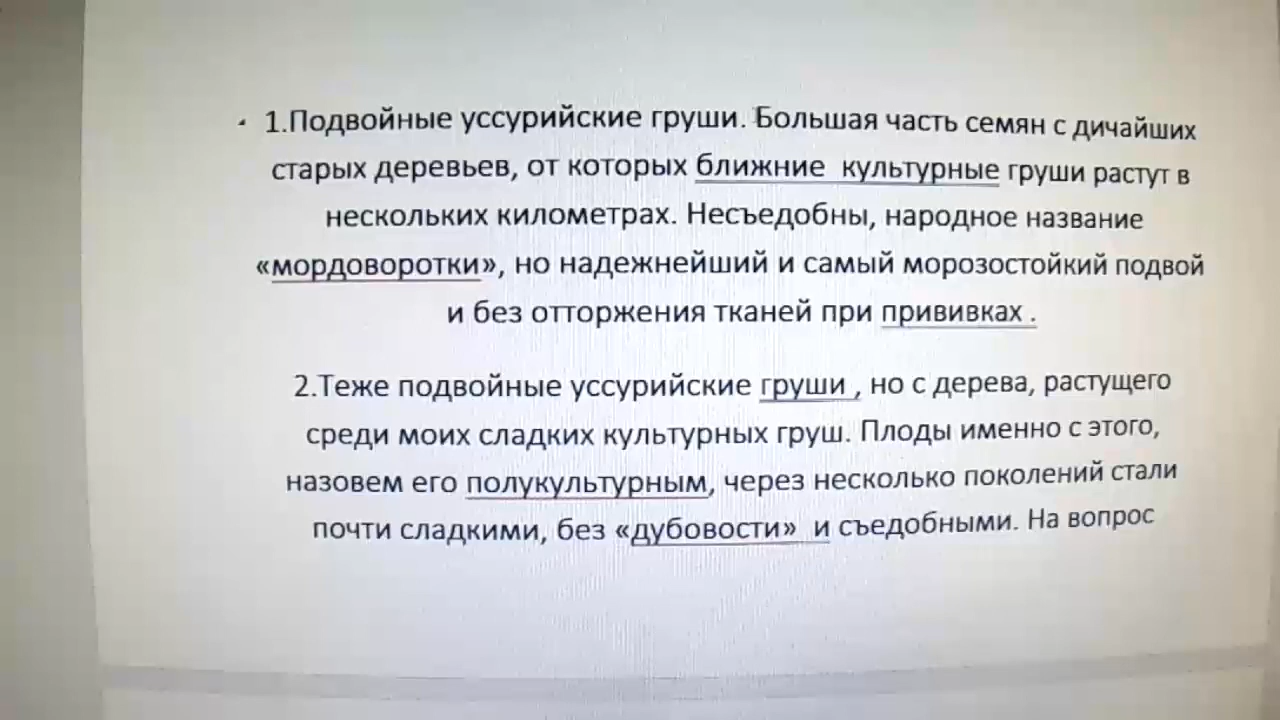 1.Подвойные уссурийские груши. Большая часть семян с дичайших
старых деревьев, от которых ближние культурные груши растут в
нескольких километрах. Несъедобны, народное название
«мордоворотки», но надежнейший и самый морозостойкий подвой
и без отторжения тканей при прививках .
2.Теже подвойные уссурийские груши , но с дерева, растущего
среди моих сладких культурных груш. Плоды именно с этого,
назовем его полукультурным, через несколько поколений стали
почти сладкими, без «дубовости» и съедобными. На вопрос